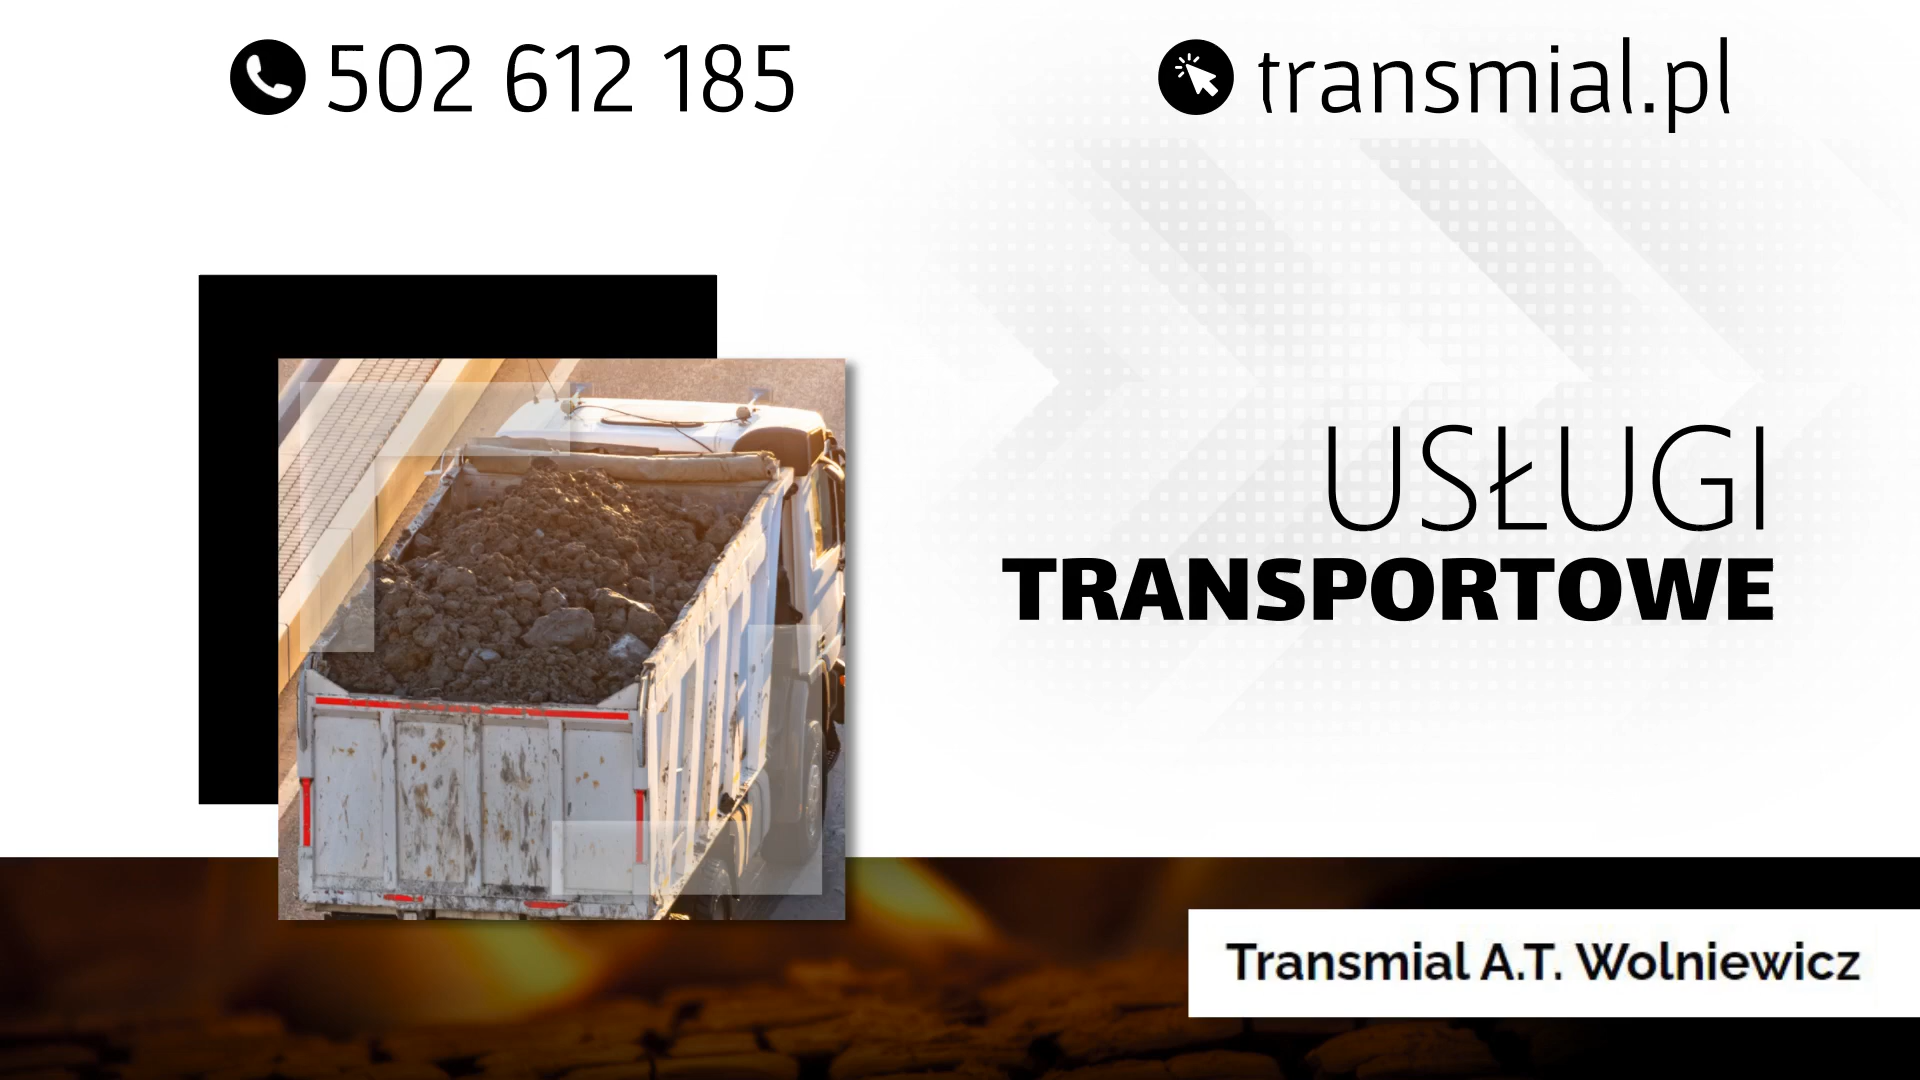 502 612 185
transmial.pl
USŁUGI
TRANSPORTOWE
Transmial A.T. Wolniewicz